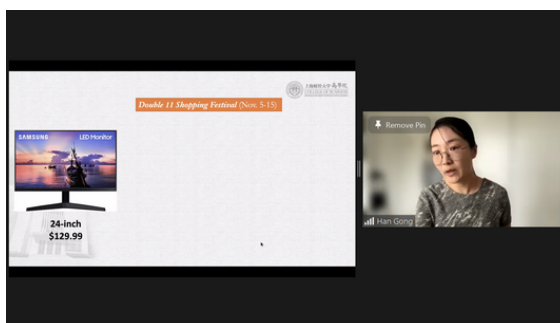 Double 11 Shopping Festival (Nov. 5-15)
SAMSUNG LED Monitor
24-inch
$129.99
Remove Pin
Han Gong